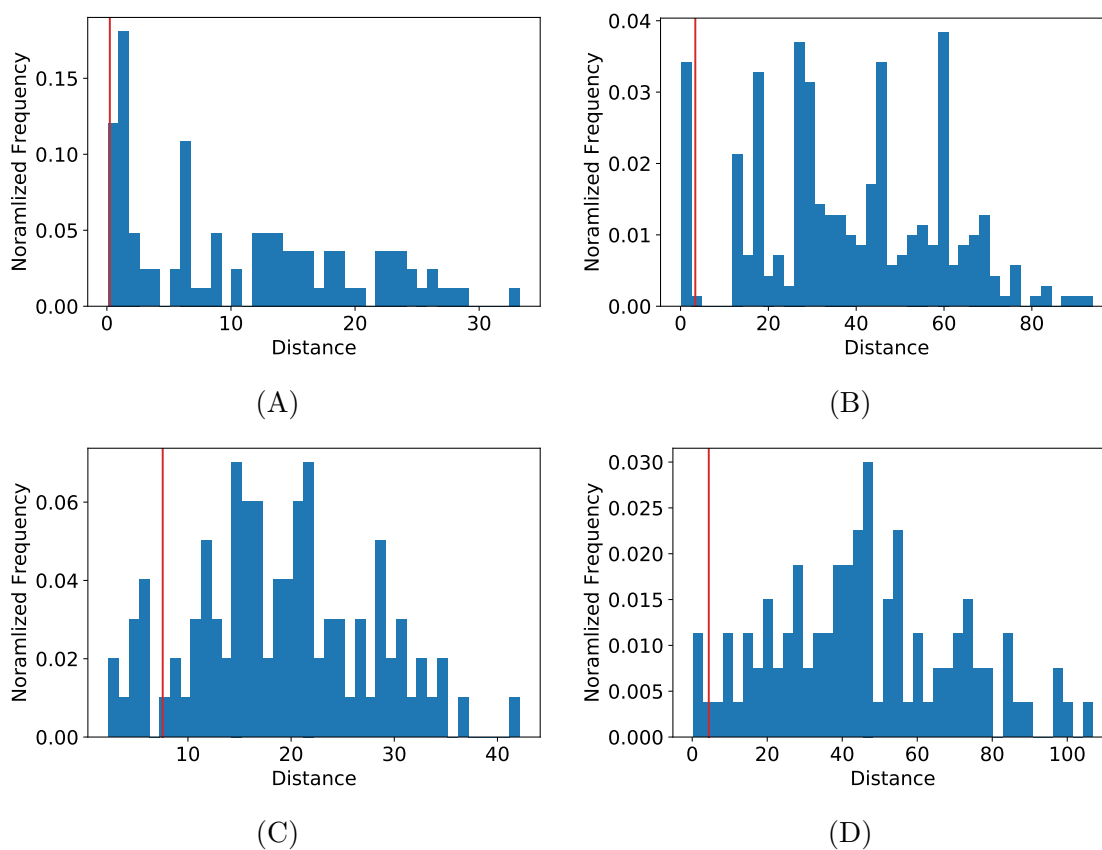 Noramlized Frequency
0.15
0.10
0.05
0.00
0 10 20 30
Distance
(A)
Noramlized Frequency
0.04
0.03
0.02
0.01
0.00
0 20 40 60 80
Distance
(B)
Noramlized Frequency
0.06
0.04
0.02
0.00
10 20 30 40
Distance
(C)
Noramlized Frequency
0.030
0.025
0.020
0.015
0.010
0.005
0.000
0 20 40 60 80 100
Distance
(D)